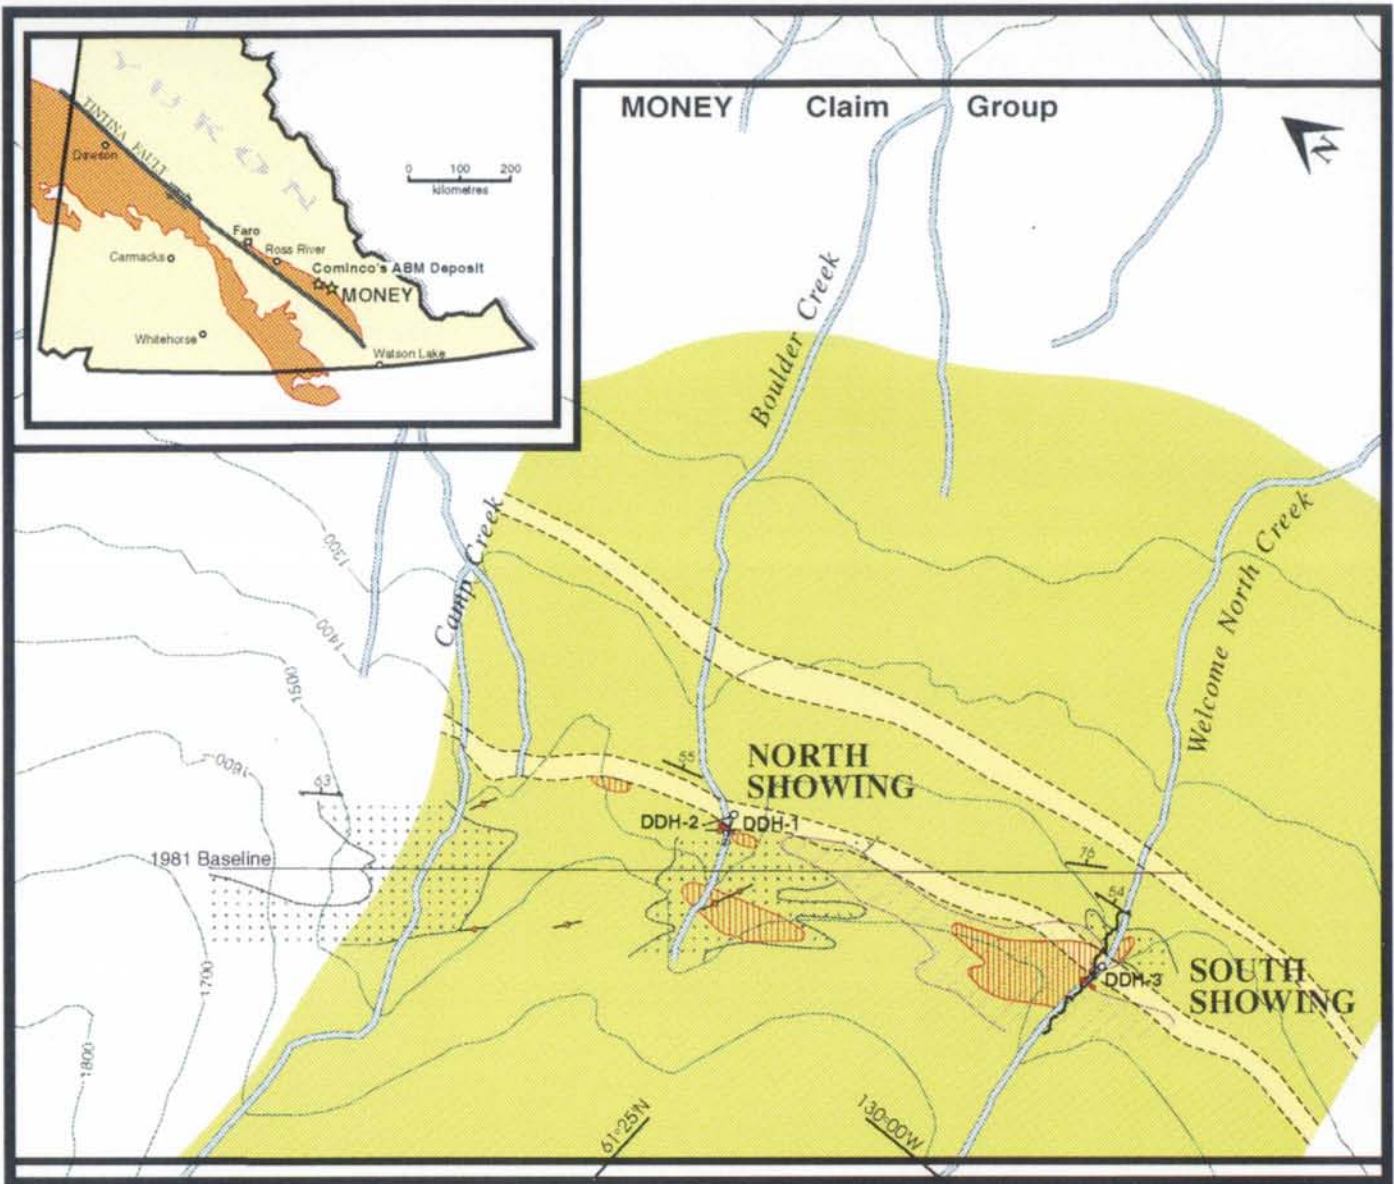 MONEY Claim Group
N
YUKON
TINTINA FAULT
Dawson
0 100 200
kilometres
Faro
Ross River
Carmacks
Cominco's ABM Deposit
MONEY
Whitehorse
Watson Lake
Boulder Creek
Camp Creek
Welcome North Creek
1300
1400
1500
1600
1700
1800
63
55
76
54
NORTH
SHOWING
DDH-2
DDH-1
1981 Baseline
DDH-3
SOUTH
SHOWING
61°25'N
130°00'W